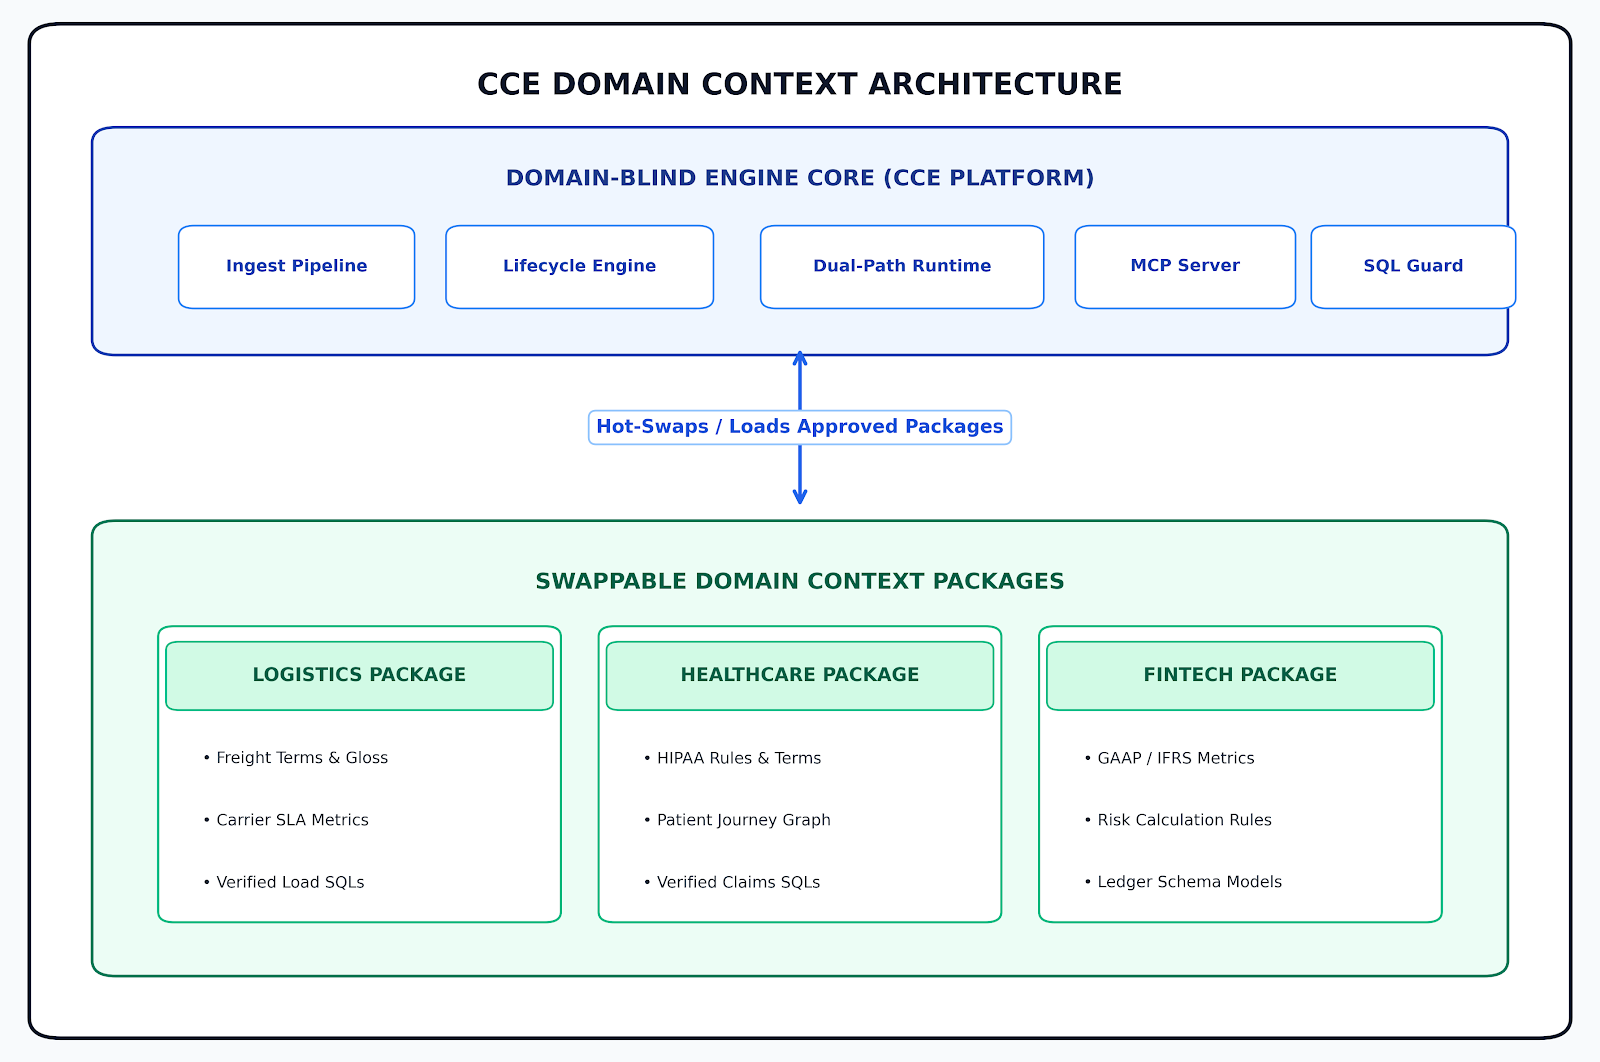 CCE DOMAIN CONTEXT ARCHITECTURE
DOMAIN-BLIND ENGINE CORE (CCE PLATFORM)
Ingest Pipeline
Lifecycle Engine
Dual-Path Runtime
MCP Server
SQL Guard
Hot-Swaps / Loads Approved Packages
SWAPPABLE DOMAIN CONTEXT PACKAGES
LOGISTICS PACKAGE
• Freight Terms & Gloss
• Carrier SLA Metrics
• Verified Load SQLs
HEALTHCARE PACKAGE
• HIPAA Rules & Terms
• Patient Journey Graph
• Verified Claims SQLs
FINTECH PACKAGE
• GAAP / IFRS Metrics
• Risk Calculation Rules
• Ledger Schema Models